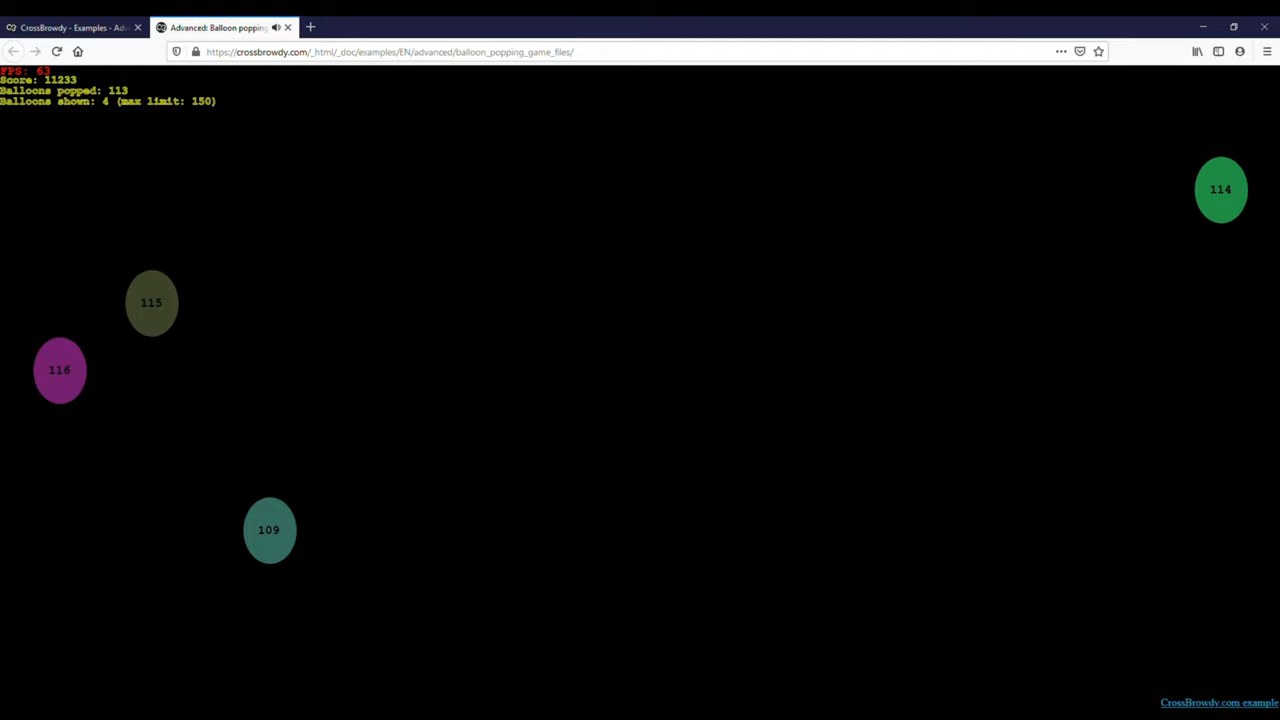 CrossBrowdy - Examples - Adv
Advanced: Balloon popping
https://crossbrowdy.com/_html/_doc/examples/EN/advanced/balloon_popping_game_files/
FPS: 63
Score: 11233
Balloons popped: 113
Balloons shown: 4 (max limit: 150)
114
115
116
109
CrossBrowdy.com example